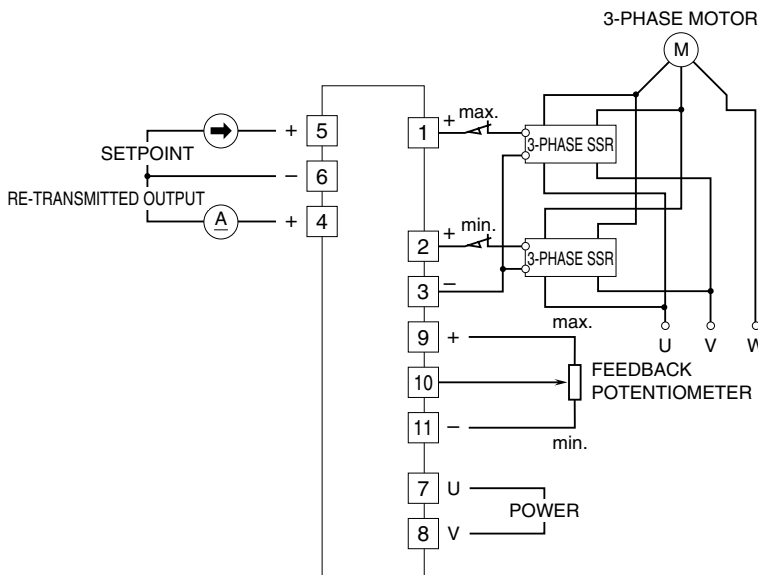 3-PHASE MOTOR
M
max.
+
5
1
+
3-PHASE SSR
SETPOINT
−
6
RE-TRANSMITTED OUTPUT
A
+
4
2
+
min.
3-PHASE SSR
3
−
max.
U
V
W
9
+
10
FEEDBACK
POTENTIOMETER
11
−
min.
7
U
POWER
8
V